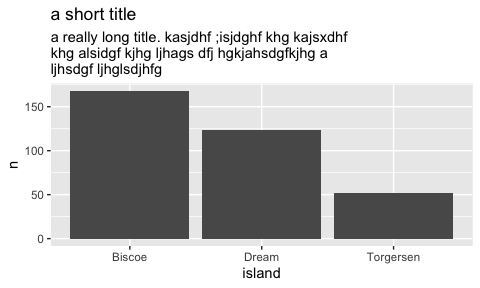 a short title
a really long title. kasjdhf ;isjdghf khg kajsxdhf
khg alsidgf kjhg ljhags dfj hgkjahsdgfkjhg a
ljhsdgf ljhglsdjhfg
150
100
50
0
n
Biscoe Dream Torgersen
island